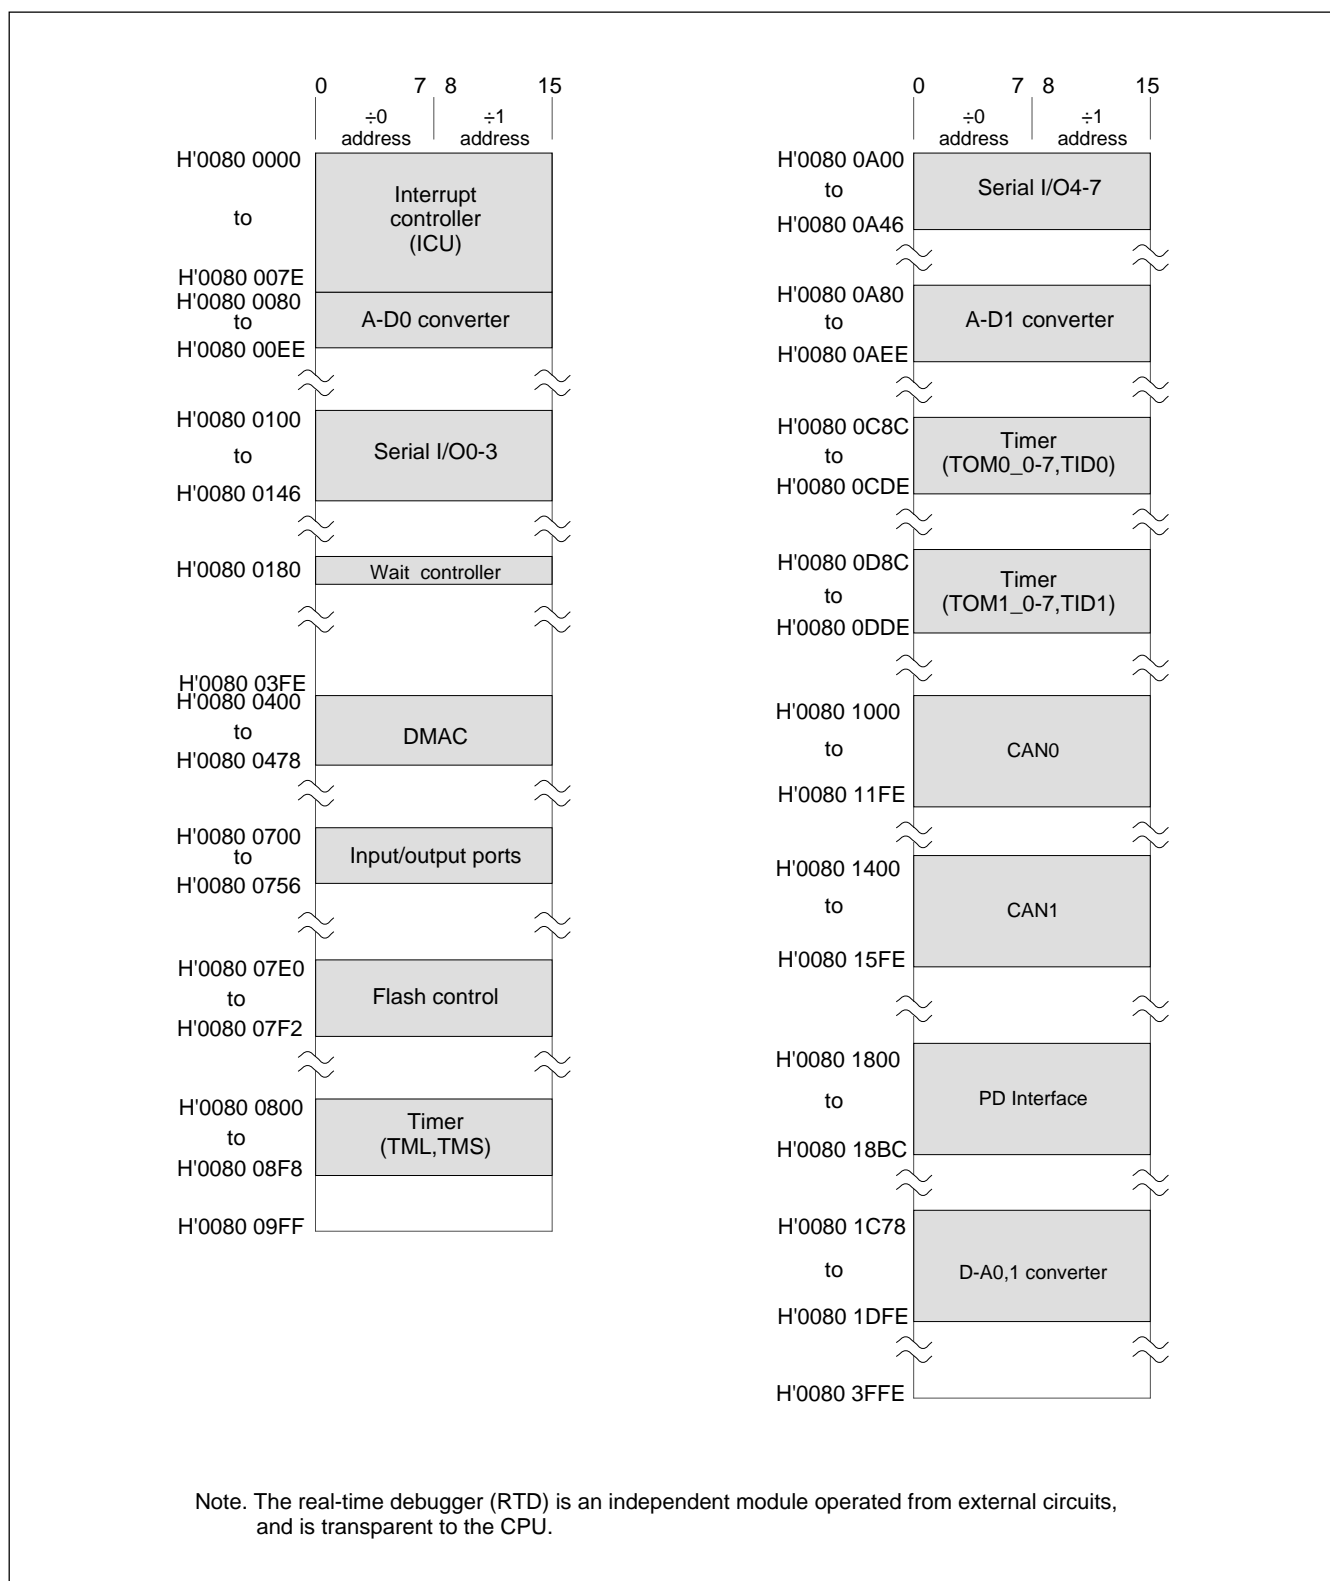 0 7 8 15
÷0 address ÷1 address
H'0080 0000
to
H'0080 007E
Interrupt
controller
(ICU)
H'0080 0080
to
H'0080 00EE
A-D0 converter
H'0080 0100
to
H'0080 0146
Serial I/O0-3
H'0080 0180
Wait controller
H'0080 03FE
H'0080 0400
to
H'0080 0478
DMAC
H'0080 0700
to
H'0080 0756
Input/output ports
H'0080 07E0
to
H'0080 07F2
Flash control
H'0080 0800
to
H'0080 08F8
Timer
(TML,TMS)
H'0080 09FF
0 7 8 15
÷0 address ÷1 address
H'0080 0A00
to
H'0080 0A46
Serial I/O4-7
H'0080 0A80
to
H'0080 0AEE
A-D1 converter
H'0080 0C8C
to
H'0080 0CDE
Timer
(TOM0_0-7,TID0)
H'0080 0D8C
to
H'0080 0DDE
Timer
(TOM1_0-7,TID1)
H'0080 1000
to
H'0080 11FE
CAN0
H'0080 1400
to
H'0080 15FE
CAN1
H'0080 1800
to
H'0080 18BC
PD Interface
H'0080 1C78
to
H'0080 1DFE
D-A0,1 converter
H'0080 3FFE
Note. The real-time debugger (RTD) is an independent module operated from external circuits,
and is transparent to the CPU.